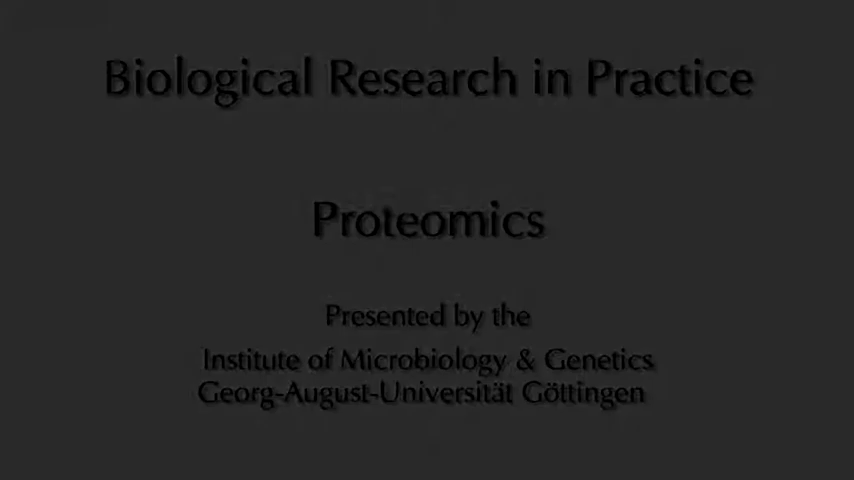 Biological Research in Practice
Proteomics
Presented by the
Institute of Microbiology & Genetics
Georg-August-Universität Göttingen